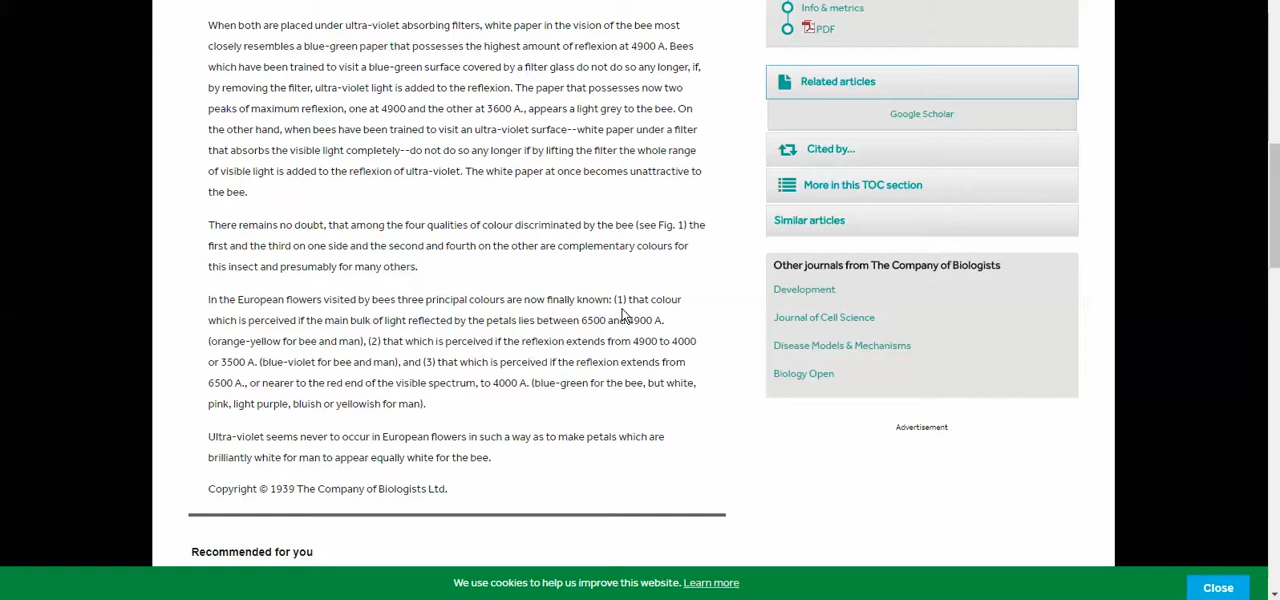 When both are placed under ultra-violet absorbing filters, white paper in the vision of the bee most
closely resembles a blue-green paper that possesses the highest amount of reflexion at 4900 A. Bees
which have been trained to visit a blue-green surface covered by a filter glass do not do so any longer, if,
by removing the filter, ultra-violet light is added to the reflexion. The paper that possesses now two
peaks of maximum reflexion, one at 4900 and the other at 3600 A., appears a light grey to the bee. On
the other hand, when bees have been trained to visit an ultra-violet surface--white paper under a filter
that absorbs the visible light completely--do not do so any longer if by lifting the filter the whole range
of visible light is added to the reflexion of ultra-violet. The white paper at once becomes unattractive to
the bee.
There remains no doubt, that among the four qualities of colour discriminated by the bee (see Fig. 1) the
first and the third on one side and the second and fourth on the other are complementary colours for
this insect and presumably for many others.
In the European flowers visited by bees three principal colours are now finally known: (1) that colour
which is perceived if the main bulk of light reflected by the petals lies between 6500 and 4900 A.
(orange-yellow for bee and man), (2) that which is perceived if the reflexion extends from 4900 to 4000
or 3500 A. (blue-violet for bee and man), and (3) that which is perceived if the reflexion extends from
6500 A., or nearer to the red end of the visible spectrum, to 4000 A. (blue-green for the bee, but white,
pink, light purple, bluish or yellowish for man).
Ultra-violet seems never to occur in European flowers in such a way as to make petals which are
brilliantly white for man to appear equally white for the bee.
Copyright © 1939 The Company of Biologists Ltd.
Recommended for you
Info & metrics
PDF
Related articles
Google Scholar
Cited by...
More in this TOC section
Similar articles
Other journals from The Company of Biologists
Development
Journal of Cell Science
Disease Models & Mechanisms
Biology Open
Advertisement
We use cookies to help us improve this website. Learn more
Close